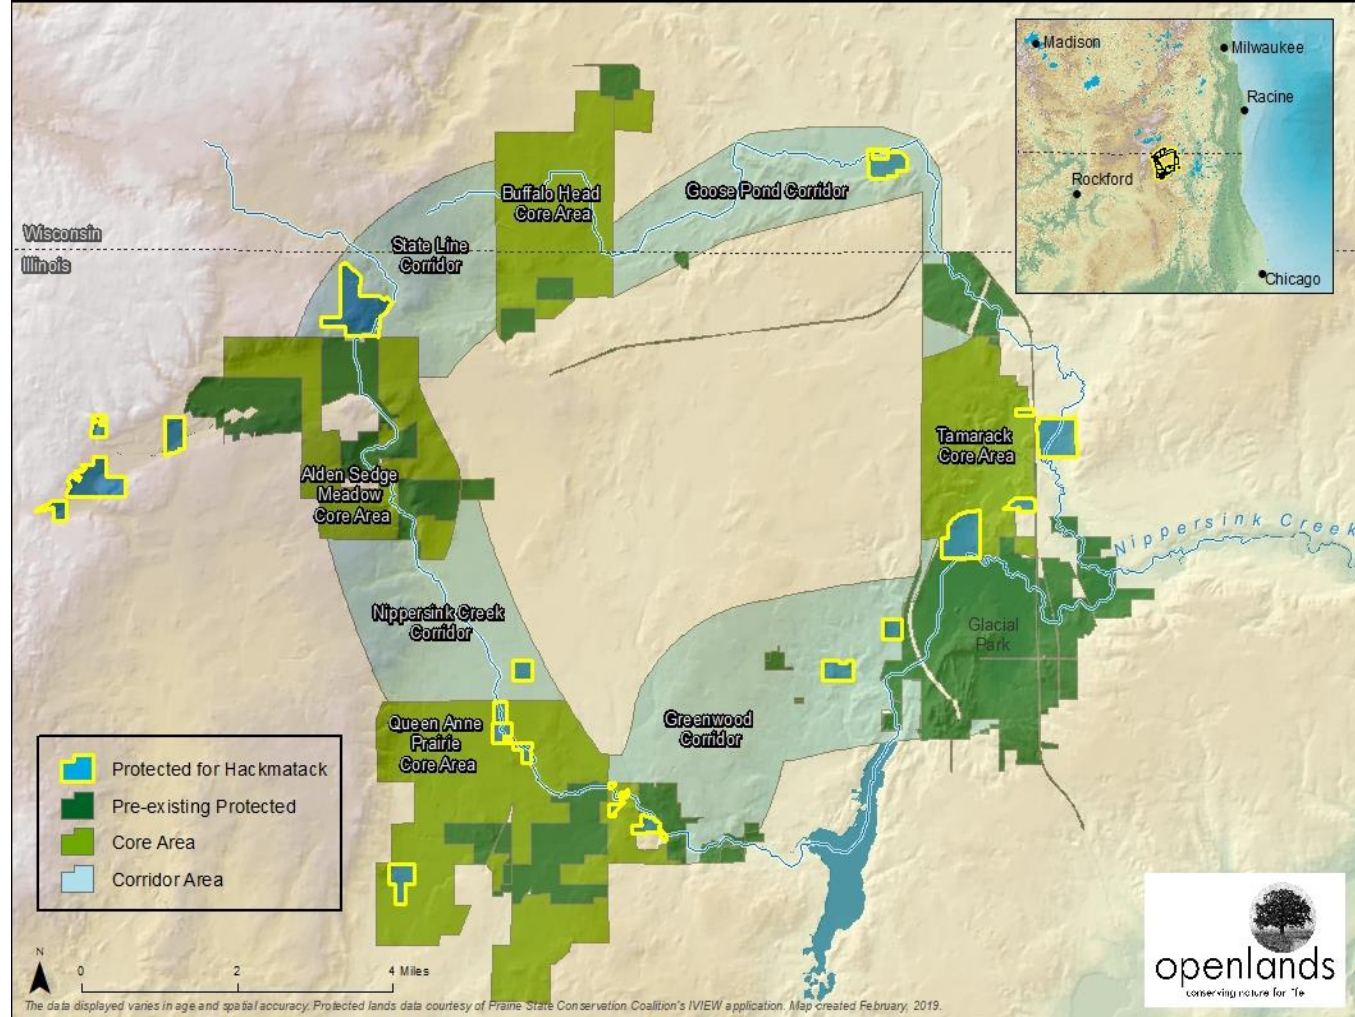 Madison
Milwaukee
Racine
Rockford
Chicago
Wisconsin
Illinois
State Line
Corridor
Buffalo Head
Core Area
Goose Pond Corridor
Tamarack
Core Area
Alden Sedge
Meadow
Core Area
Nippersink Creek
Nippersink Creek
Corridor
Glacial
Park
Queen Anne
Prairie
Core Area
Greenwood
Corridor
Protected for Hackmatack
Pre-existing Protected
Core Area
Corridor Area
N
0 2 4 Miles
The data displayed varies in age and spatial accuracy. Protected lands data courtesy of Prairie State Conservation Coalition's IVIEW application. Map created February, 2019.
openlands
conserving nature for life